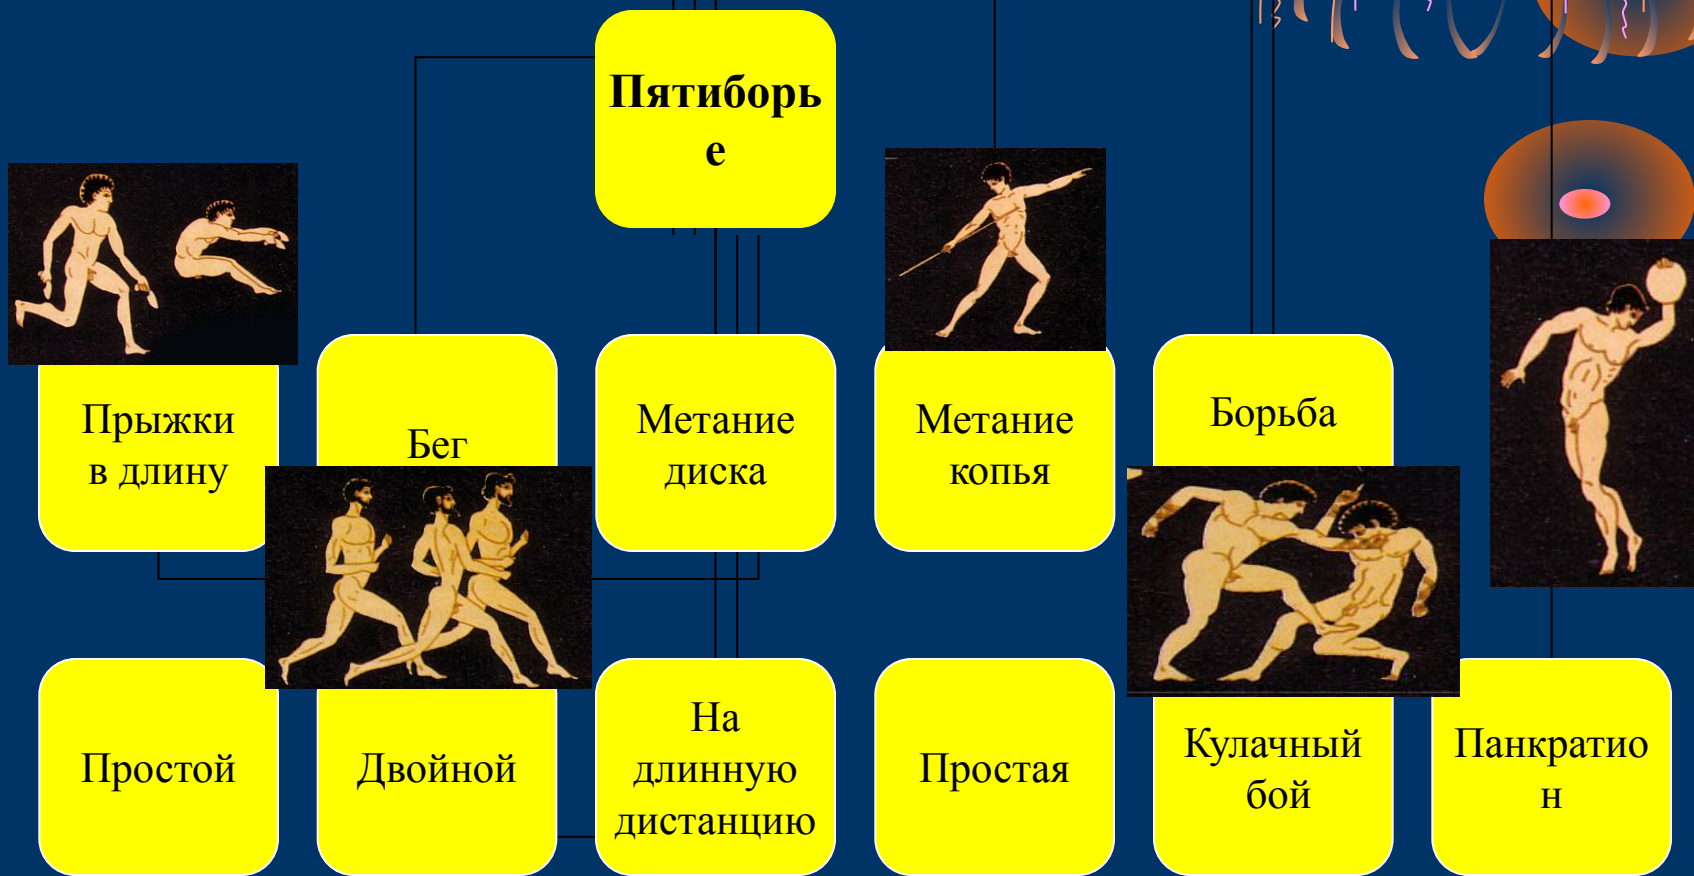 Пятиборь
е
Прыжки
в длину
Бег
Метание
диска
Метание
копья
Борьба
Простой
Двойной
На
длинную
дистанцию
Простая
Кулачный
бой
Панкратио
н